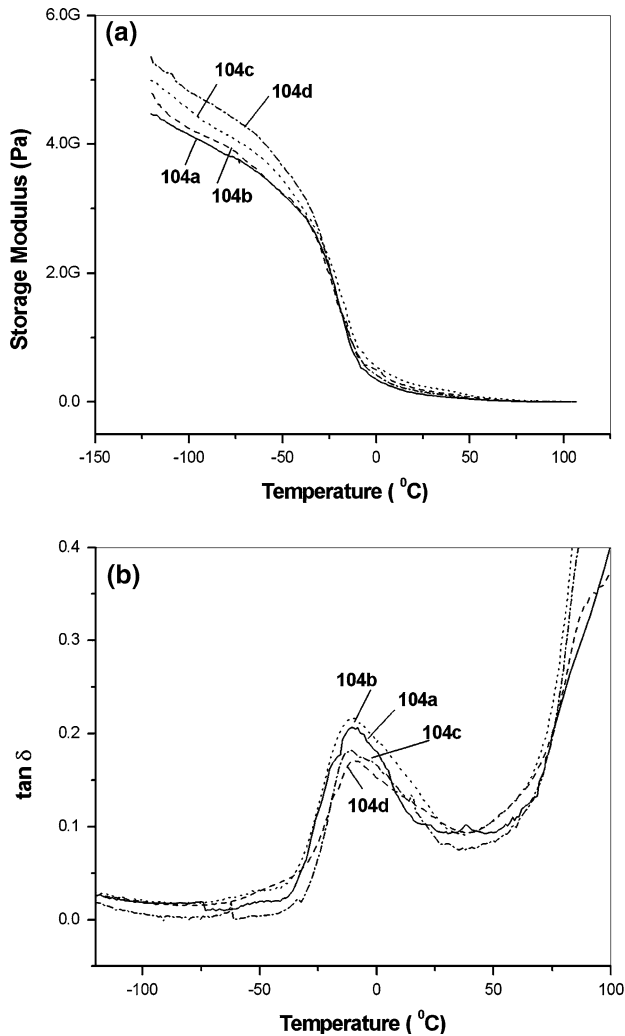 (a)
6.0G
4.0G
2.0G
0.0
Storage Modulus (Pa)
104c
104d
104a
104b
-150
-100
-50
0
50
100
Temperature ( ⁰C)
(b)
0.4
0.3
0.2
0.1
0.0
tan δ
104b
104a
104c
104d
-100
-50
0
50
100
Temperature ( ⁰C)